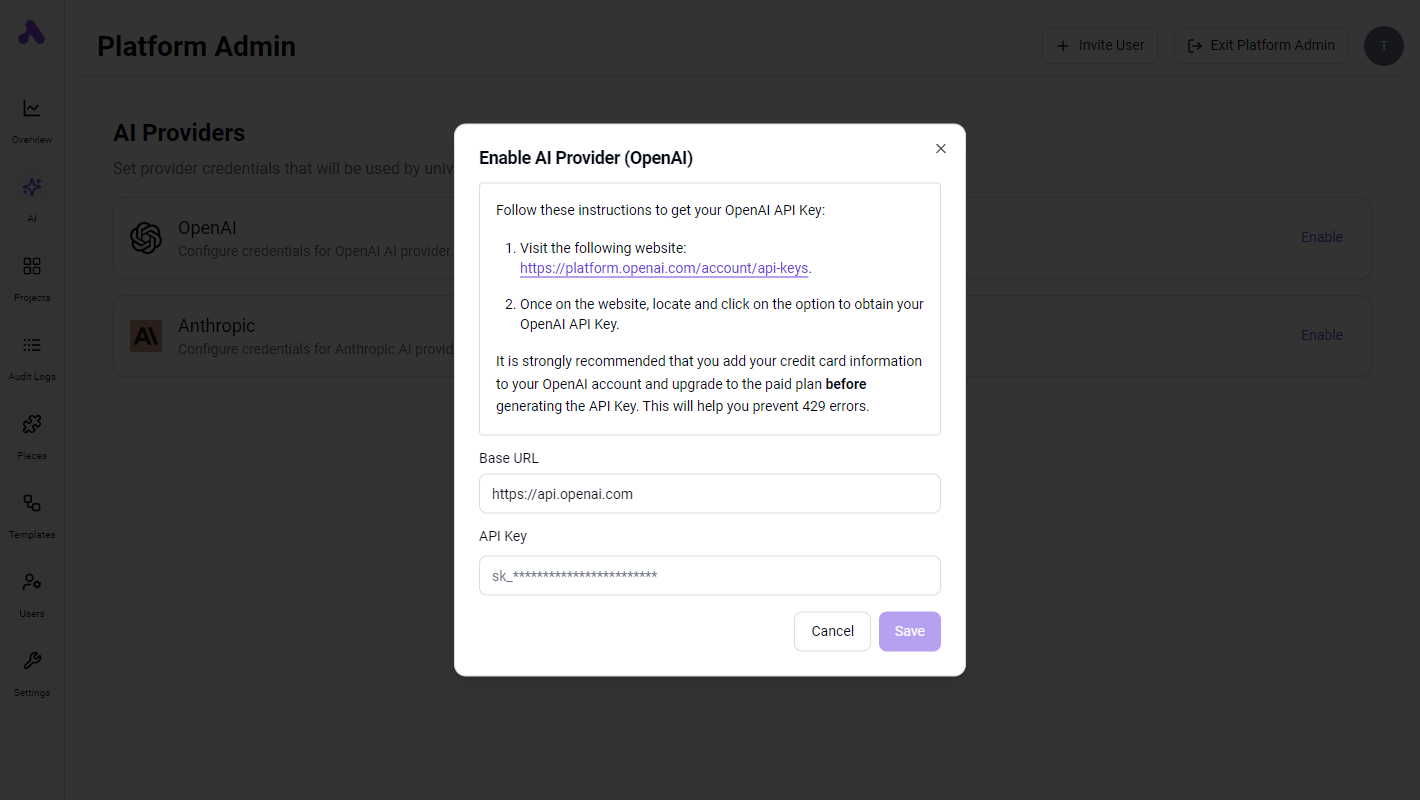 Platform Admin
Invite User
Exit Platform Admin
T
Overview
AI
Projects
Audit Logs
Pieces
Templates
Users
Settings
AI Providers
Set provider credentials that will be used by univ
OpenAI
Configure credentials for OpenAI AI provider.
Enable
Anthropic
Configure credentials for Anthropic AI provid
Enable
Enable AI Provider (OpenAI)
Follow these instructions to get your OpenAI API Key:
1. Visit the following website:
https://platform.openai.com/account/api-keys.
2. Once on the website, locate and click on the option to obtain your
OpenAI API Key.
It is strongly recommended that you add your credit card information
to your OpenAI account and upgrade to the paid plan before
generating the API Key. This will help you prevent 429 errors.
Base URL
https://api.openai.com
API Key
sk_************************
Cancel
Save